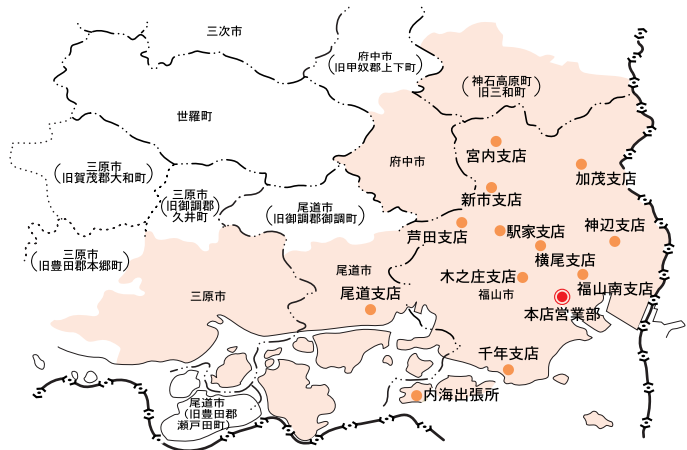 三次市
府中市
（旧甲奴郡上下町）
神石高原町
（旧三和町）
世羅町
宮内支店
府中市
三原市
（旧賀茂郡大和町）
加茂支店
三原市
（旧御調郡
久井町）
新市支店
尾道市
（旧御調郡御調町）
芦田支店
駅家支店
神辺支店
三原市
（旧豊田郡本郷町）
横尾支店
尾道市
木之庄支店
福山南支店
尾道支店
福山市
三原市
本店営業部
千年支店
内海出張所
尾道市
（旧豊田郡
瀬戸田町）